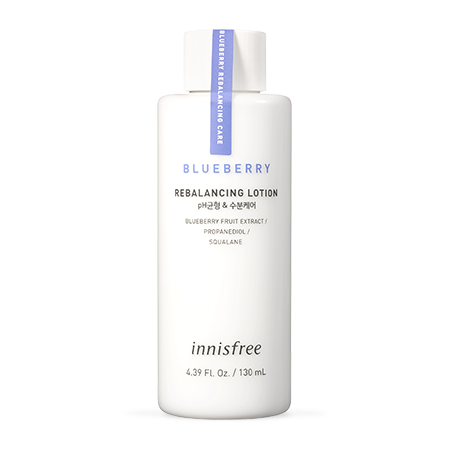 BLUEBERRY REBALANCING CARE
BLUEBERRY
REBALANCING LOTION
pH균형 & 수분케어
BLUEBERRY FRUIT EXTRACT /
PROPANEDIOL /
SQUALANE
innisfree
4.39 Fl. Oz. / 130 mL